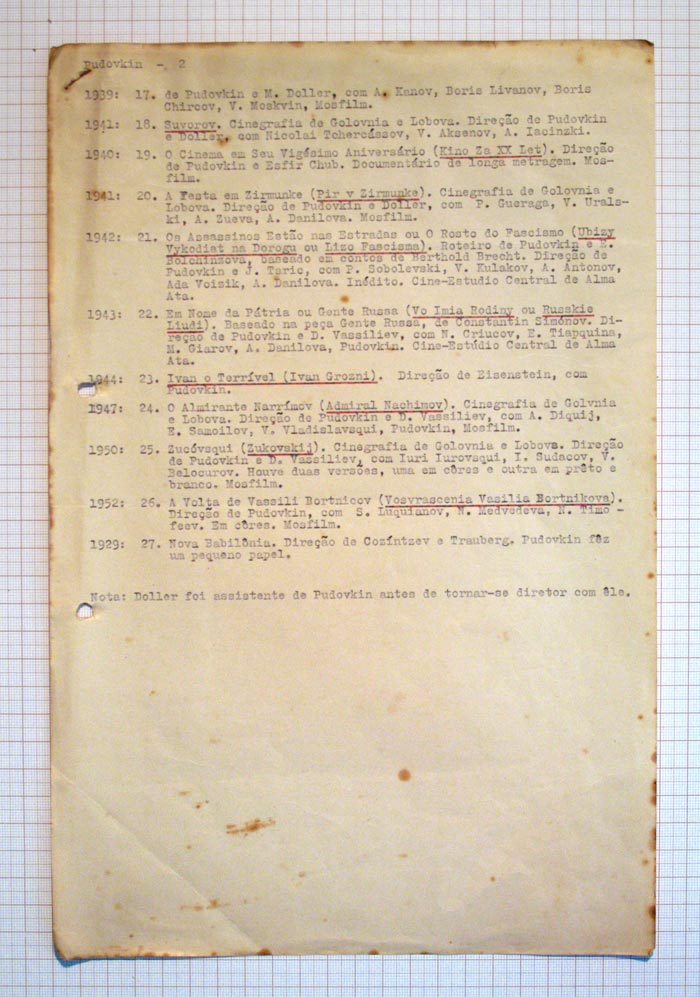 Pudovkin - 2
1939: 17. de Pudovkin e M. Doller, com A. Kanov, Boris Livanov, Boris
Chircov, V. Moskvin, Mosfilm.
1941: 18. Suvorov. Cinegrafia de Golovnia e Lobova. Direção de Pudovkin
e Doller, com Nicolai Tchercássov, V. Aksenov, A. Iacinzki.
1940: 19. O Cinema em Seu Vigésimo Aniversário (Kino Za XX Let). Direção
de Pudovkin e Esfir Chub. Documentário de longa metragem. Mos-
film.
1941: 20. A Festa em Zirmunke (Pir v Zirmunke). Cinegrafia de Golovnia e
Lobova. Direção de Pudovkin e Doller, com P. Gueraga, V. Urals-
ki, A. Zueva, A. Danilova. Mosfilm.
1942: 21. Os Assassinos Estão nas Estradas ou O Rosto do Fascismo (Ubizy
Vykodiat na Dorogu ou Lizo Fascisma). Roteiro de Pudovkin e E.
Bolchinzova, baseado em contos de Berthold Brecht. Direção de
Pudovkin e J. Taric, com P. Sobolevski, V. Kulakov, A. Antonov,
Ada Voizik, A. Danilova. Inédito. Cine-Estudio Central de Alma
Ata.
1943: 22. Em Nome da Pátria ou Gente Russa (Vo Imia Rodiny ou Russkie
Liudi). Baseado na peça Gente Russa, de Constantin Simónov. Di-
reção de Pudovkin e D. Vassiliev, com N. Criucov, E. Tiapquina,
M. Giarov, A. Danilova, Pudovkin. Cine-Estúdio Central de Alma
Ata.
1944: 23. Ivan o Terrível (Ivan Grozni). Direção de Eisenstein, com
Pudovkin.
1947: 24. O Almirante Narrímov (Admiral Nachimov). Cinegrafia de Golvnia
e Lobova. Direção de Pudovkin e D. Vassiliev, com A. Diquij,
E. Samoilov, V. Vladislavsqui, Pudovkin, Mosfilm.
1950: 25. Zucóvsqui (Zukovskij). Cinegrafia de Golovnia e Lobova. Direção
de Pudovkin e D. Vassiliev, com Iuri Iurovsqui, I. Sudacov, V.
Belocurov. Houve duas versões, uma em côres e outra em prêto e
branco. Mosfilm.
1952: 26. A Volta de Vassili Bortnicov (Vosvrascenia Vasilia Bortnikova).
Direção de Pudovkin, com S. Luquianov, N. Medvedeva, N. Timo -
feev. Em côres. Mosfilm.
1929: 27. Nova Babilônia. Direção de Cozíntzev e Trauberg. Pudovkin fêz
um pequeno papel.
Nota: Doller foi assistente de Pudovkin antes de tornar-se diretor com êle.